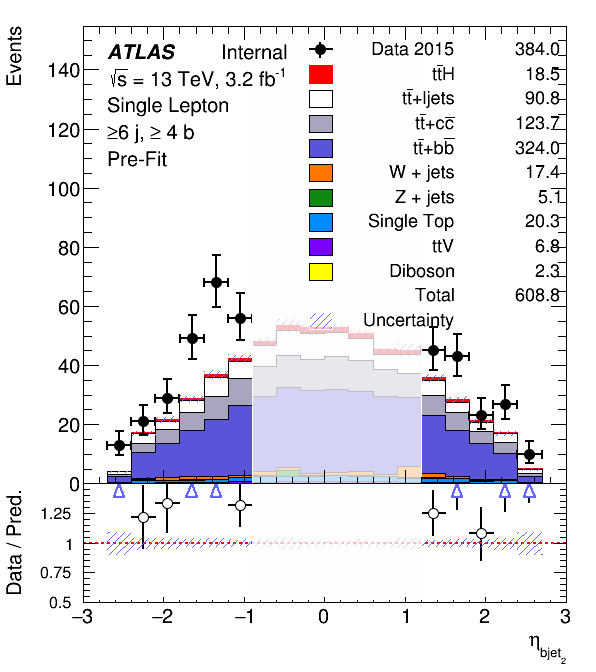 Events
ATLAS Internal
√s = 13 TeV, 3.2 fb-1
Single Lepton
≥6 j, ≥ 4 b
Pre-Fit
Data 2015 384.0
tt̄H 18.5
tt̄+ljets 90.8
tt̄+cc̄ 123.7
tt̄+bb̄ 324.0
W + jets 17.4
Z + jets 5.1
Single Top 20.3
ttV 6.8
Diboson 2.3
Total 608.8
Uncertainty
140
120
100
80
60
40
20
0
Data / Pred.
1.25
1
0.75
0.5
−3 −2 −1 0 1 2 3
ηbjet2